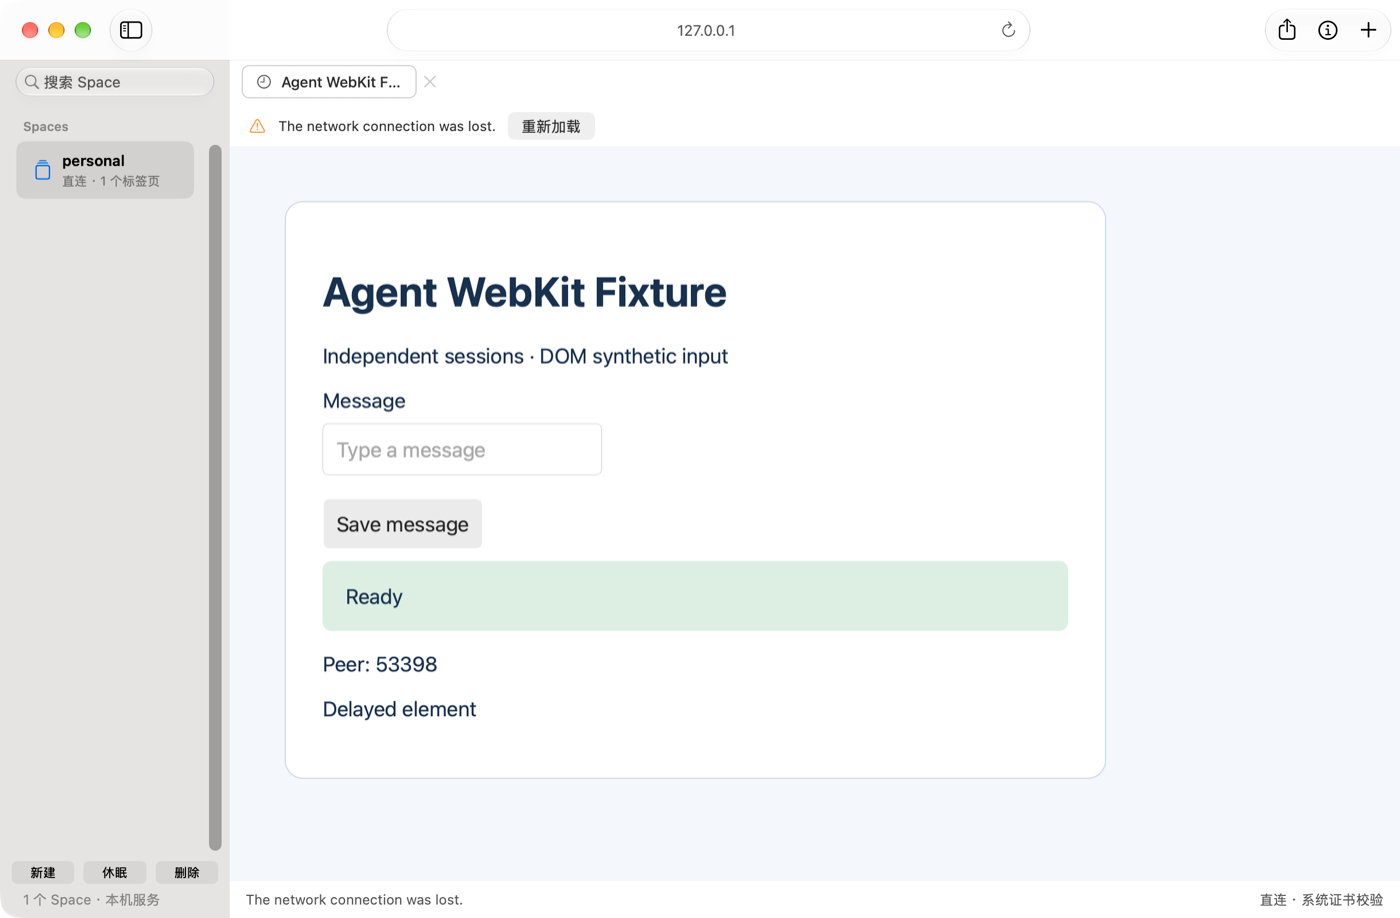 127.0.0.1
搜索 Space
Agent WebKit F...
Spaces
The network connection was lost.
重新加载
personal
直连 · 1 个标签页
Agent WebKit Fixture
Independent sessions · DOM synthetic input
Message
Type a message
Save message
Ready
Peer: 53398
Delayed element
新建
休眠
删除
1 个 Space · 本机服务
The network connection was lost.
直连 · 系统证书校验